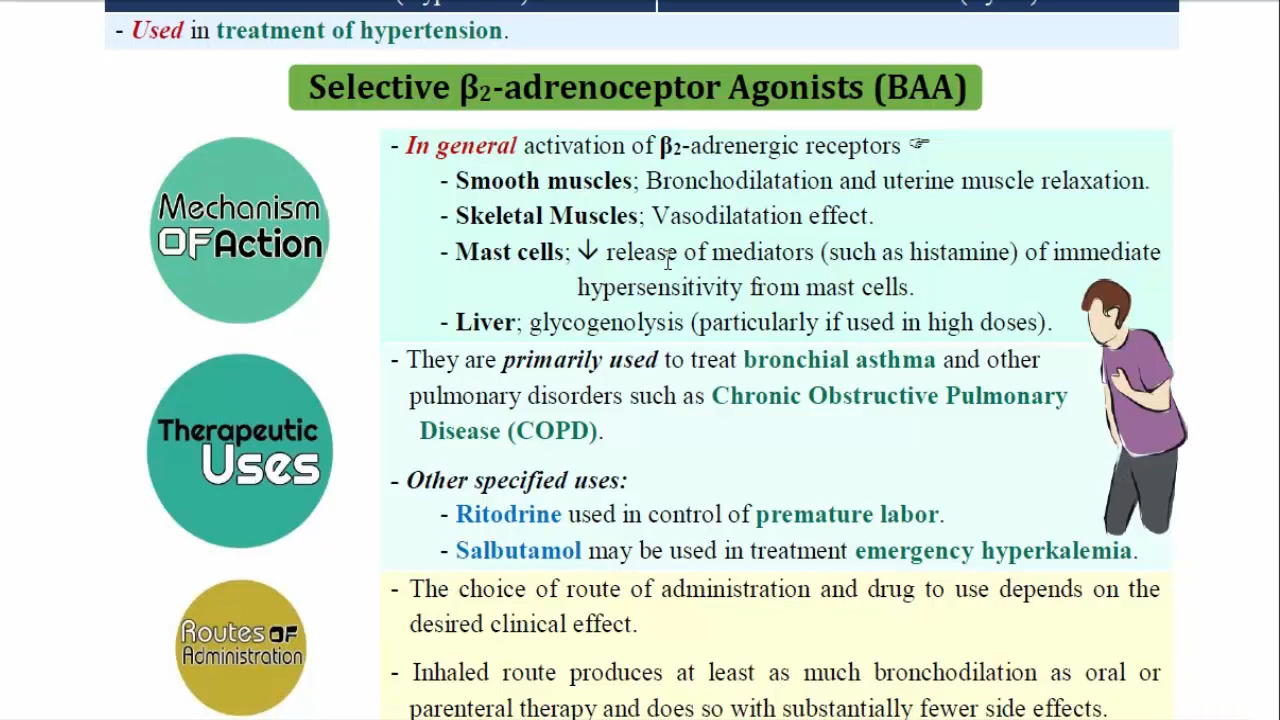 - Used in treatment of hypertension.
Selective β₂-adrenoceptor Agonists (BAA)
Mechanism
OF Action
- In general activation of β₂-adrenergic receptors ☞
- Smooth muscles; Bronchodilatation and uterine muscle relaxation.
- Skeletal Muscles; Vasodilatation effect.
- Mast cells; ↓ release of mediators (such as histamine) of immediate
hypersensitivity from mast cells.
- Liver; glycogenolysis (particularly if used in high doses).
Therapeutic
Uses
- They are primarily used to treat bronchial asthma and other
pulmonary disorders such as Chronic Obstructive Pulmonary
Disease (COPD).
- Other specified uses:
- Ritodrine used in control of premature labor.
- Salbutamol may be used in treatment emergency hyperkalemia.
Routes OF
Administration
- The choice of route of administration and drug to use depends on the
desired clinical effect.
- Inhaled route produces at least as much bronchodilation as oral or
parenteral therapy and does so with substantially fewer side effects.